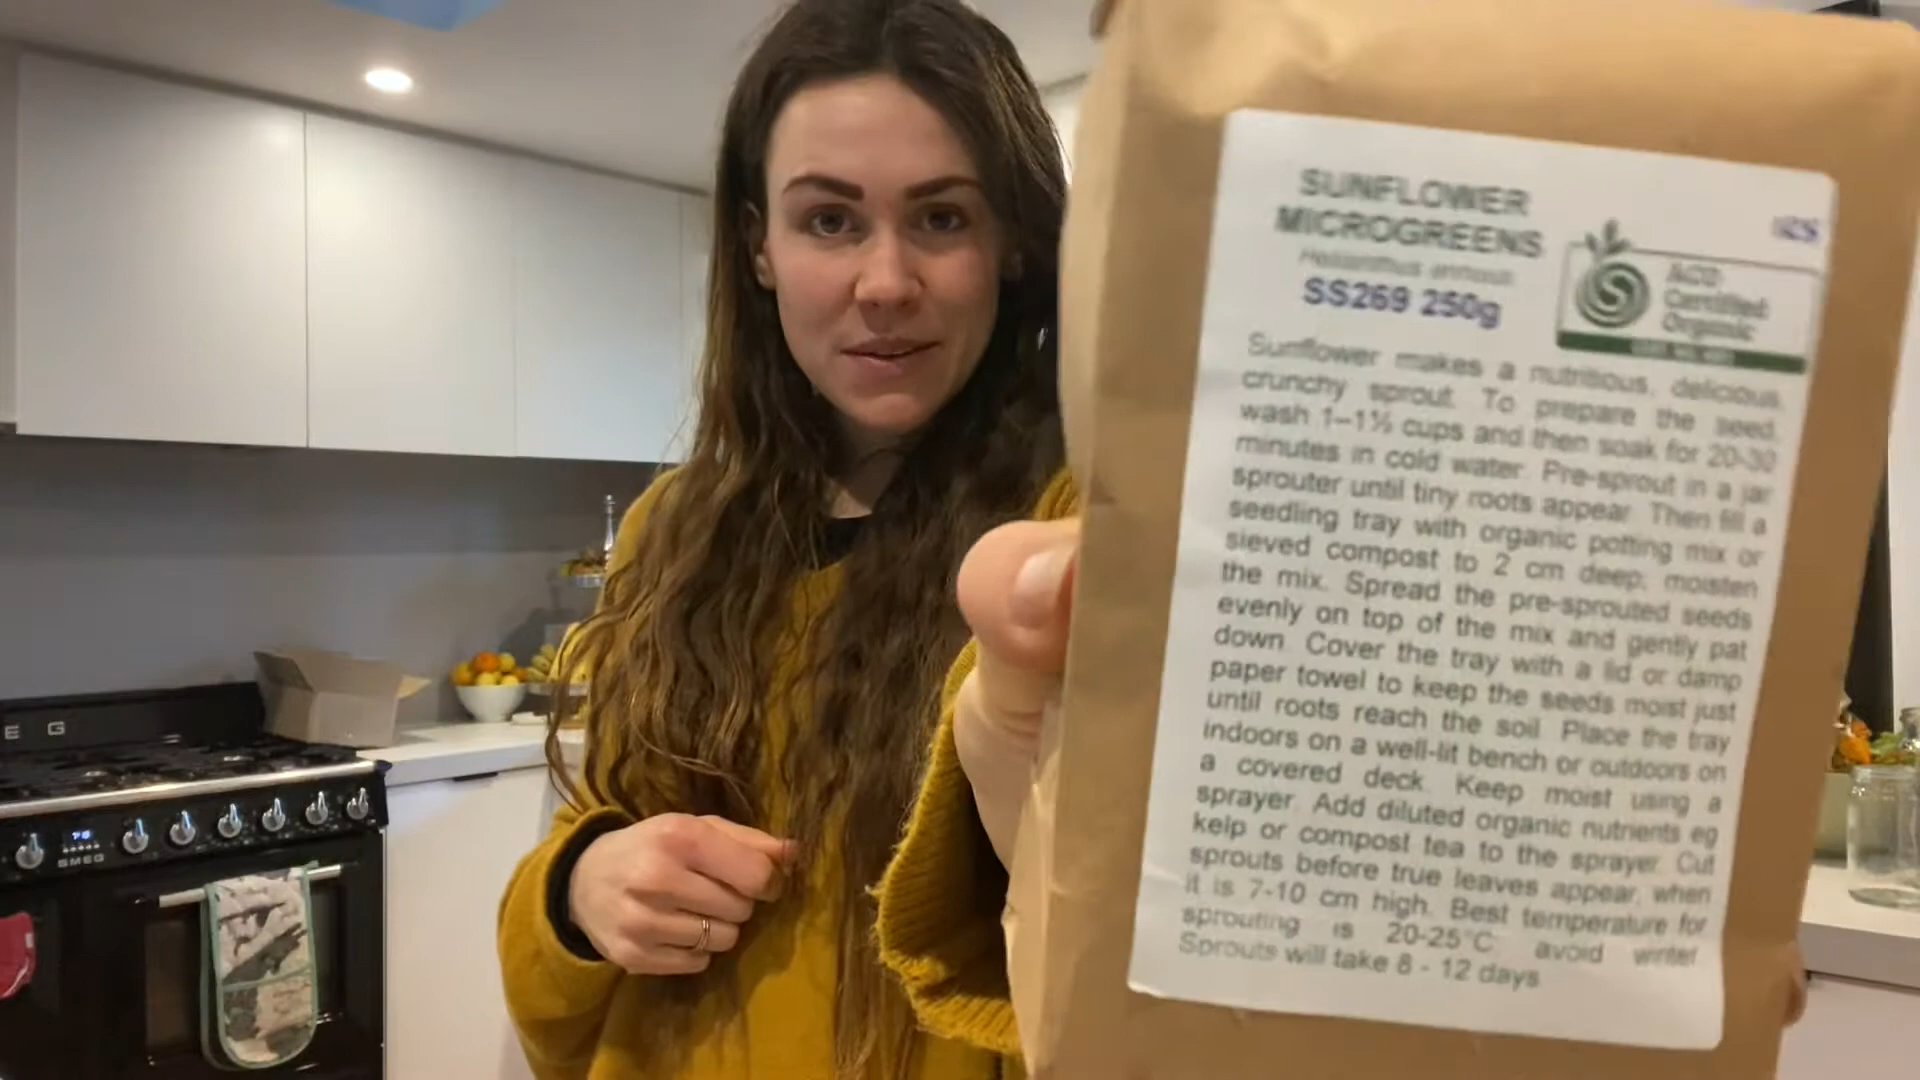 SUNFLOWER
MICROGREENS
Helianthus annuus
SS269 250g
ACO
Certified
Organic
Sunflower makes a nutritious, delicious,
crunchy sprout. To prepare the seed,
wash 1–1½ cups and then soak for 20-30
minutes in cold water. Pre-sprout in a jar
sprouter until tiny roots appear. Then fill a
seedling tray with organic potting mix or
sieved compost to 2 cm deep; moisten
the mix. Spread the pre-sprouted seeds
evenly on top of the mix and gently pat
down. Cover the tray with a lid or damp
paper towel to keep the seeds moist just
until roots reach the soil. Place the tray
indoors on a well-lit bench or outdoors on
a covered deck. Keep moist using a
sprayer. Add diluted organic nutrients eg
kelp or compost tea to the sprayer. Cut
sprouts before true leaves appear, when
it is 7-10 cm high. Best temperature for
sprouting is 20-25°C, avoid winter.
Sprouts will take 8 - 12 days
E G
SMEG